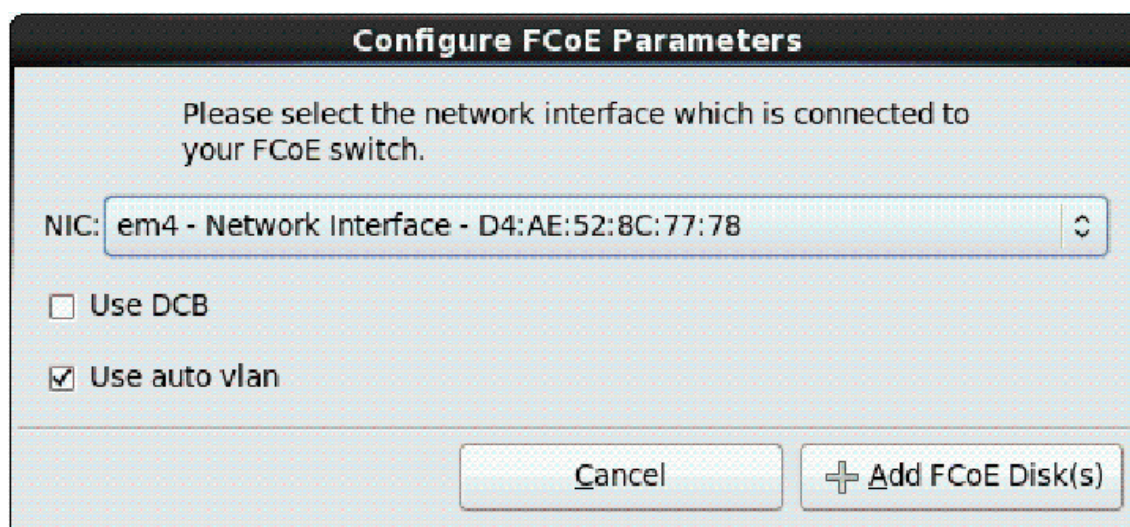 Configure FCoE Parameters
Please select the network interface which is connected to
your FCoE switch.
NIC: em4 - Network Interface - D4:AE:52:8C:77:78
Use DCB
Use auto vlan
Cancel
Add FCoE Disk(s)